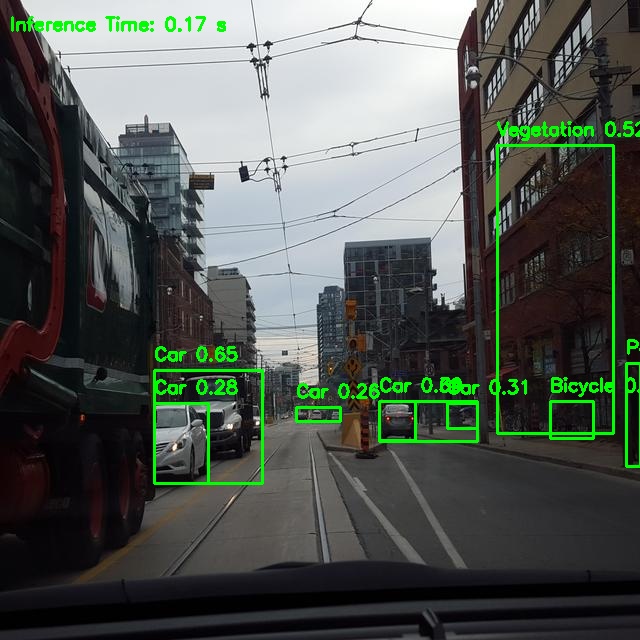 Inference Time: 0.17 s
Vegetation 0.52
Car 0.65
Car 0.28
Car 0.26
Car 0.31
Bicycle